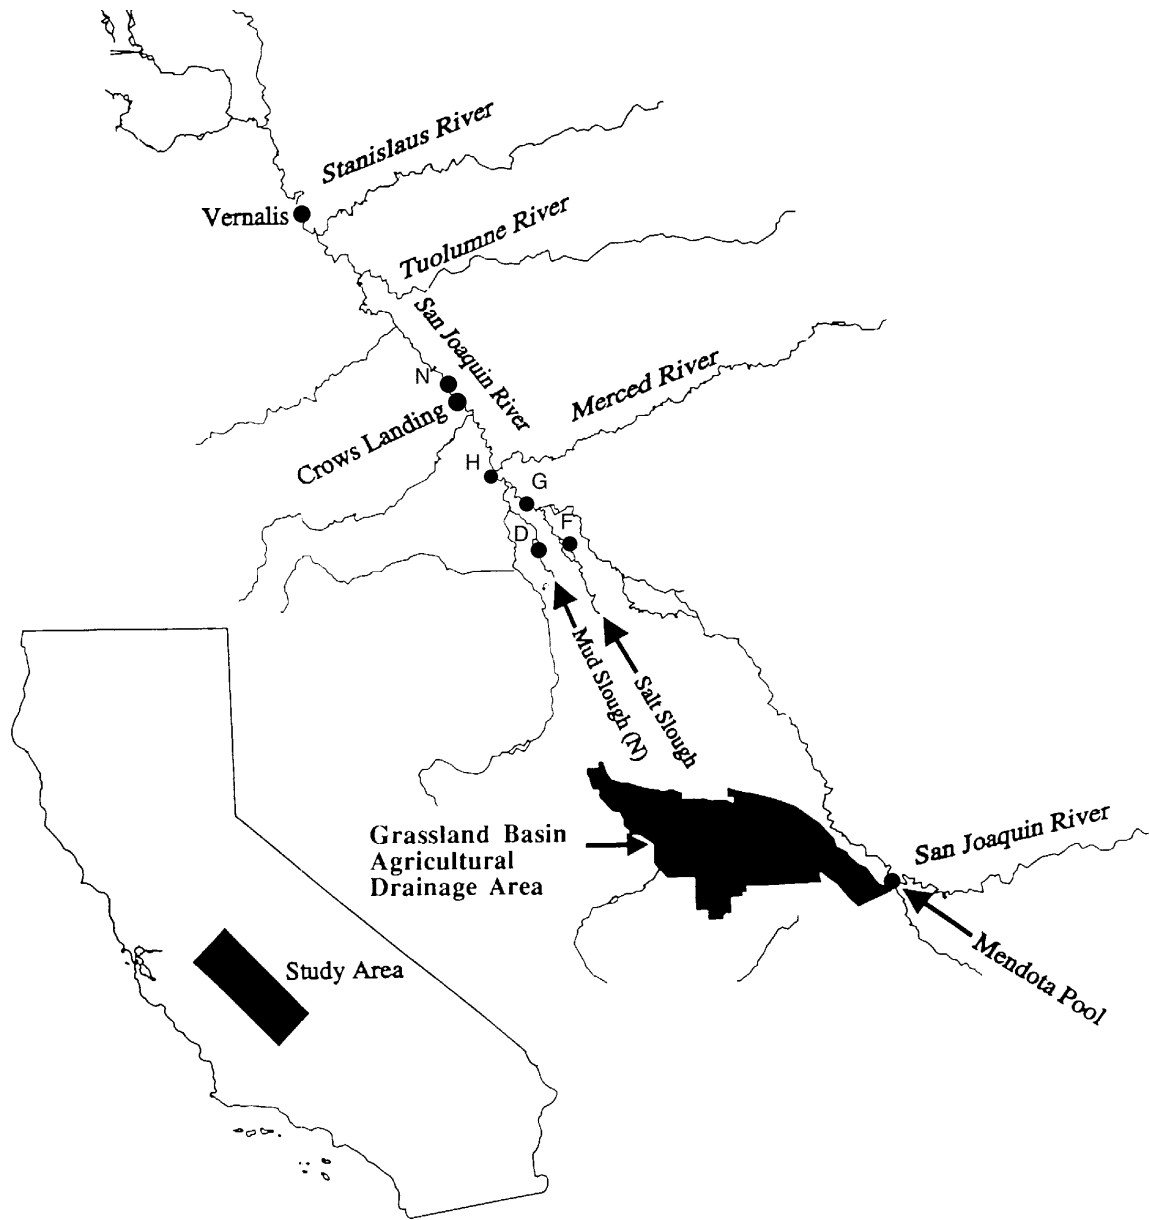 Stanislaus River
Vernalis
Tuolumne River
San Joaquin River
N
Merced River
Crows Landing
H
G
D
F
Mud Slough (N)
Salt Slough
Grassland Basin
Agricultural
Drainage Area
San Joaquin River
Mendota Pool
Study Area